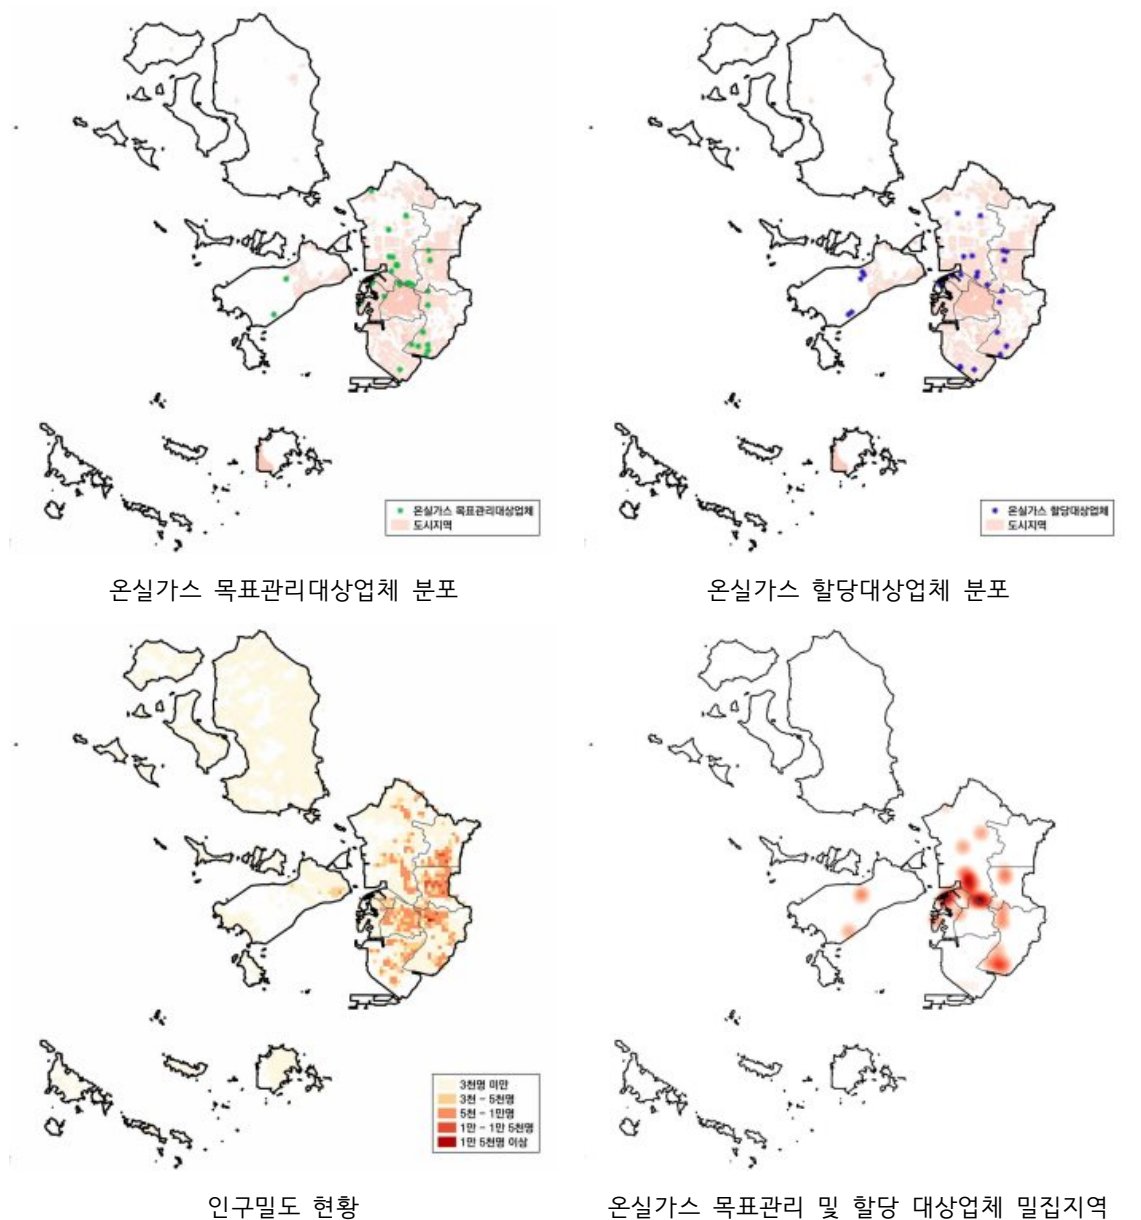 온실가스 목표관리대상업체
도시지역
온실가스 할당대상업체
도시지역
온실가스 목표관리대상업체 분포
온실가스 할당대상업체 분포
3천명 미만
3천 - 5천명
5천 - 1만명
1만 - 1만 5천명
1만 5천명 이상
인구밀도 현황
온실가스 목표관리 및 할당 대상업체 밀집지역